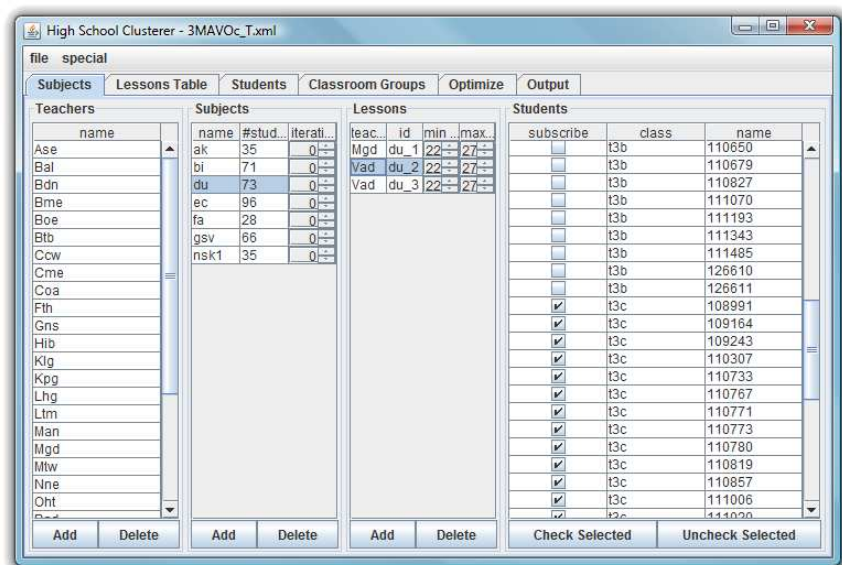 High School Clusterer - 3MAVOc_T.xml
file special
Subjects Lessons Table Students Classroom Groups Optimize Output
Teachers
name
Ase
Bal
Bdn
Bme
Boe
Btb
Ccw
Cme
Coa
Fth
Gns
Hib
Klg
Kpg
Lhg
Ltm
Man
Mgd
Mtw
Nne
Oht
Add Delete
Subjects
name #stud... iterati...
ak 35 0
bi 71 0
du 73 0
ec 96 0
fa 28 0
gsv 66 0
nsk1 35 0
Add Delete
Lessons
teac... id min ... max...
Mgd du_1 22 27
Vad du_2 22 27
Vad du_3 22 27
Add Delete
Students
subscribe class name
t3b 110650
t3b 110679
t3b 110827
t3b 111070
t3b 111193
t3b 111343
t3b 111485
t3b 126610
t3b 126611
t3c 108991
t3c 109164
t3c 109243
t3c 110307
t3c 110733
t3c 110767
t3c 110771
t3c 110773
t3c 110780
t3c 110819
t3c 110857
t3c 111006
t3c 111020
Check Selected Uncheck Selected